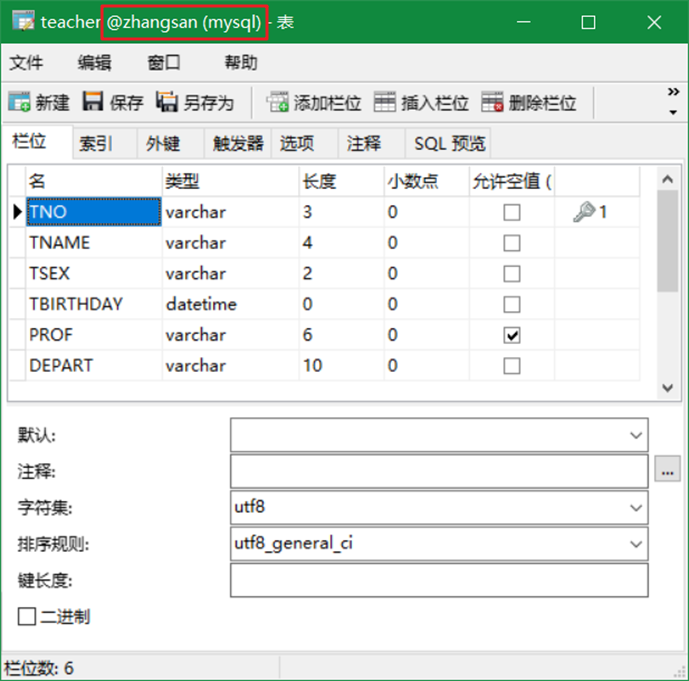 teacher @zhangsan (mysql) - 表
文件 编辑 窗口 帮助
新建 保存 另存为 添加栏位 插入栏位 删除栏位 »
栏位 索引 外键 触发器 选项 注释 SQL 预览
名 类型 长度 小数点 允许空值 (
TNO varchar 3 0 1
TNAME varchar 4 0
TSEX varchar 2 0
TBIRTHDAY datetime 0 0
PROF varchar 6 0
DEPART varchar 10 0
默认:
注释: ...
字符集: utf8
排序规则: utf8_general_ci
键长度:
二进制
栏位数: 6